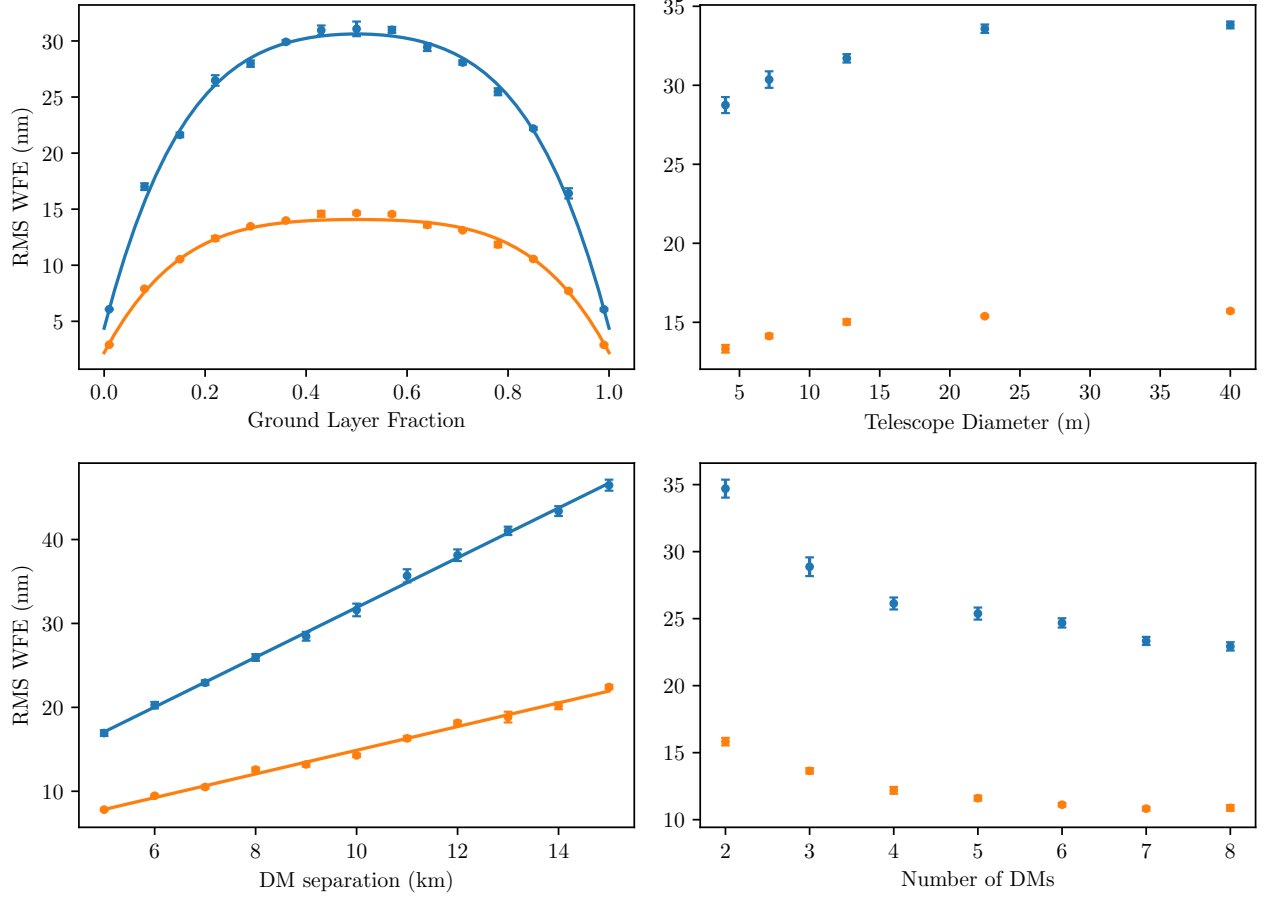 RMS WFE (nm)
30
25
20
15
10
5
0.0 0.2 0.4 0.6 0.8 1.0
Ground Layer Fraction
35
30
25
20
15
5 10 15 20 25 30 35 40
Telescope Diameter (m)
RMS WFE (nm)
40
30
20
10
6 8 10 12 14
DM separation (km)
35
30
25
20
15
10
2 3 4 5 6 7 8
Number of DMs